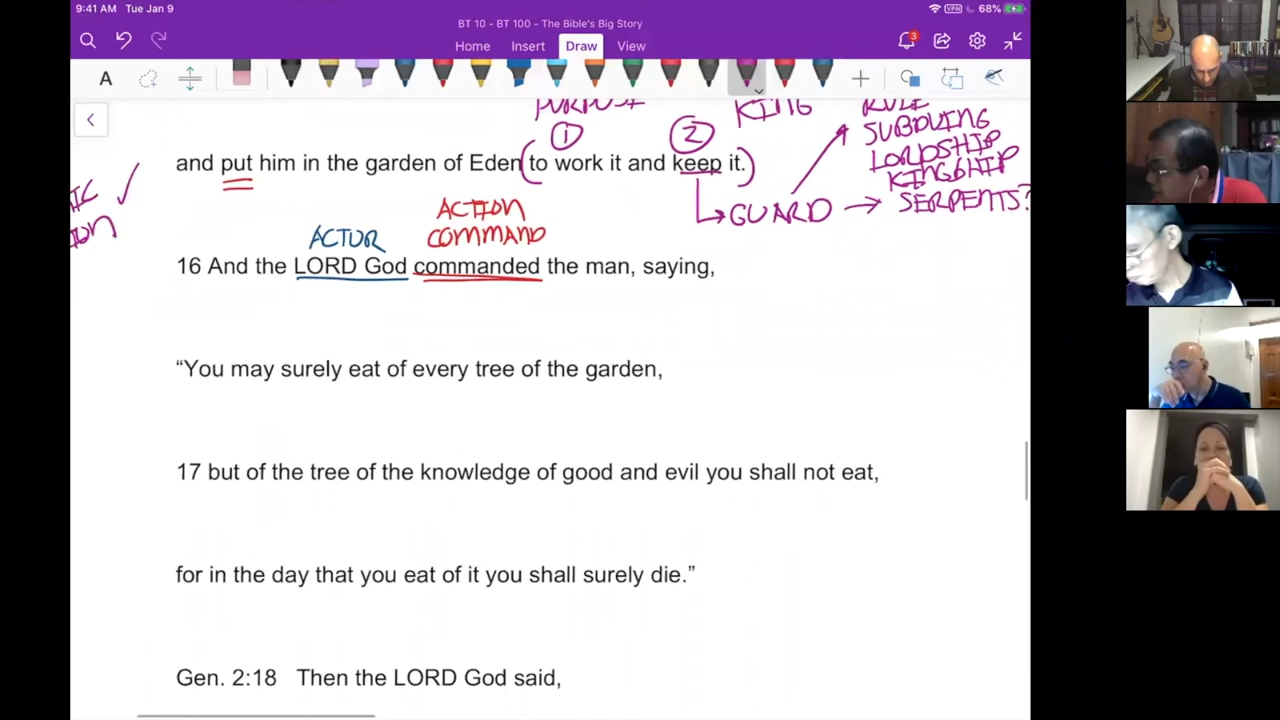 9:41 AM Tue Jan 9
VPN 68%
BT 10 - BT 100 - The Bible's Big Story
Home Insert Draw View
3
A
PURPOSE
KING
RULE
SUBDUING
LORDSHIP
KINGSHIP
SERPENTS?
① ②
and put him in the garden of Eden (to work it and keep it.)
GUARD
ACTOR
ACTION
COMMAND
16 And the LORD God commanded the man, saying,
“You may surely eat of every tree of the garden,
17 but of the tree of the knowledge of good and evil you shall not eat,
for in the day that you eat of it you shall surely die.”
Gen. 2:18 Then the LORD God said,